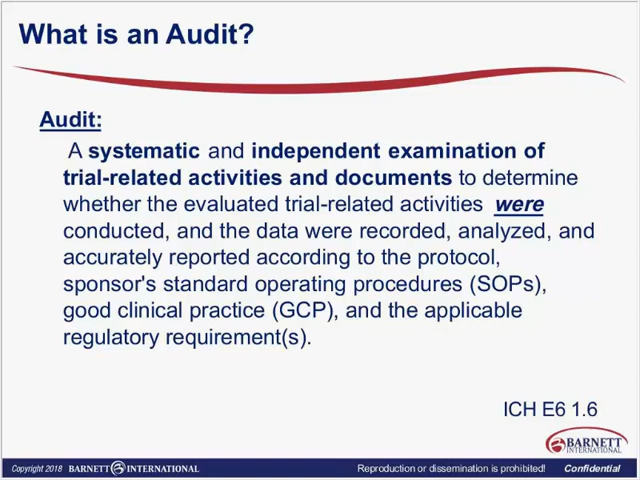 What is an Audit?
Audit:
A systematic and independent examination of
trial-related activities and documents to determine
whether the evaluated trial-related activities were
conducted, and the data were recorded, analyzed, and
accurately reported according to the protocol,
sponsor's standard operating procedures (SOPs),
good clinical practice (GCP), and the applicable
regulatory requirement(s).
ICH E6 1.6
BARNETT
INTERNATIONAL
Copyright 2018 BARNETT INTERNATIONAL Reproduction or dissemination is prohibited! Confidential